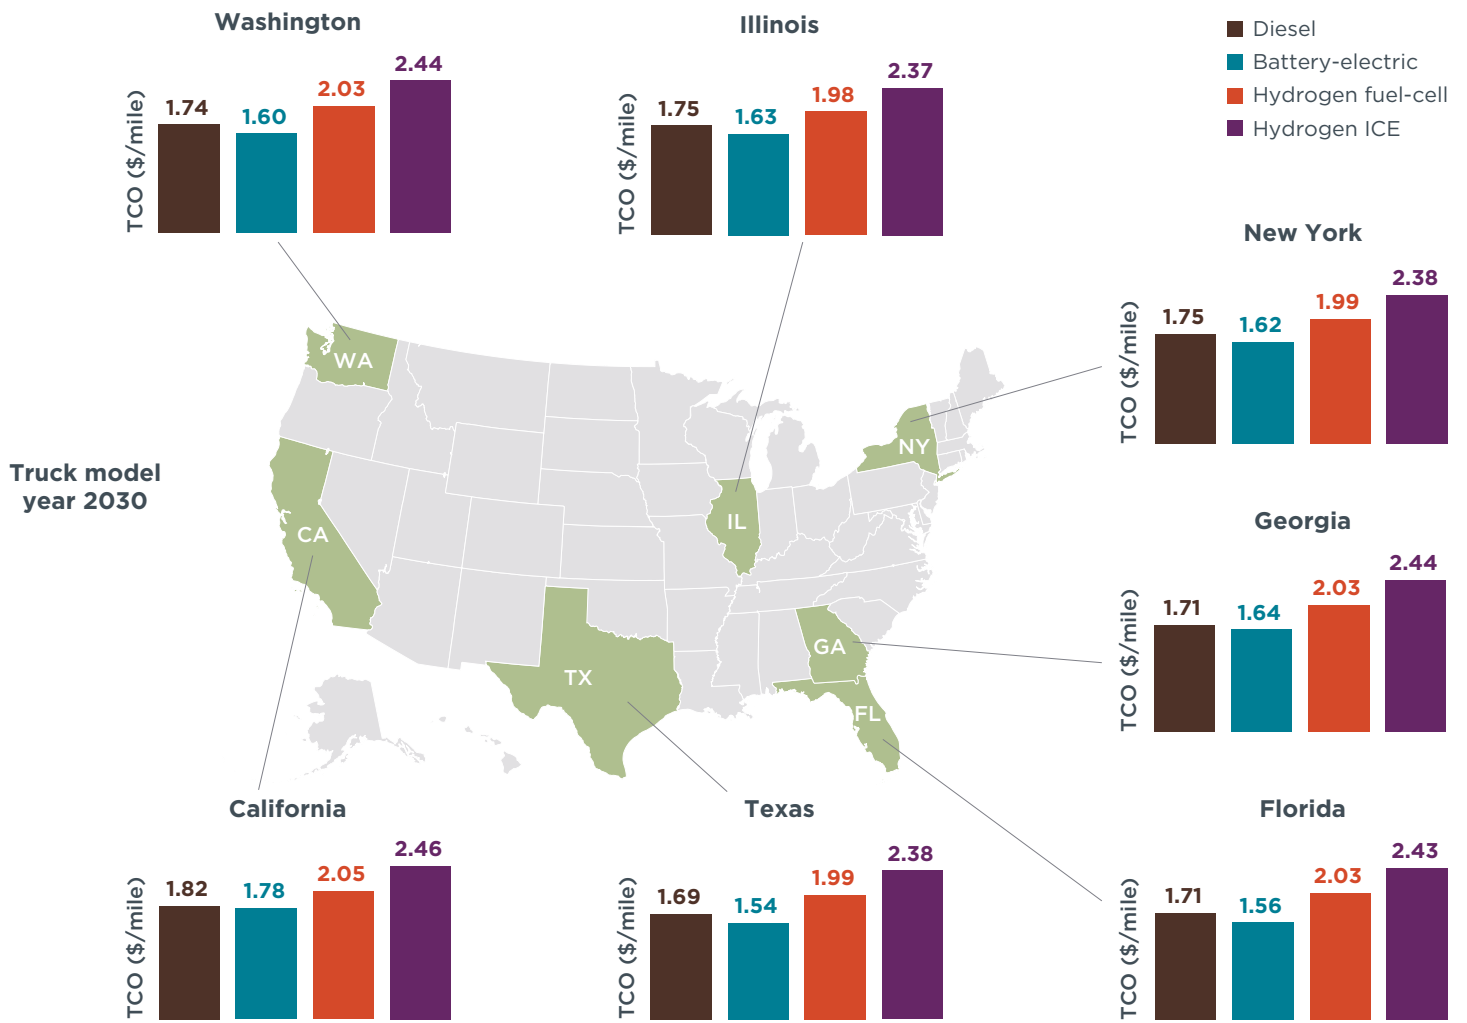 Washington
TCO ($/mile)
1.74
1.60
2.03
2.44
Illinois
TCO ($/mile)
1.75
1.63
1.98
2.37
Diesel
Battery-electric
Hydrogen fuel-cell
Hydrogen ICE
New York
TCO ($/mile)
1.75
1.62
1.99
2.38
Truck model
year 2030
WA
CA
TX
IL
NY
GA
FL
Georgia
TCO ($/mile)
1.71
1.64
2.03
2.44
California
TCO ($/mile)
1.82
1.78
2.05
2.46
Texas
TCO ($/mile)
1.69
1.54
1.99
2.38
Florida
TCO ($/mile)
1.71
1.56
2.03
2.43